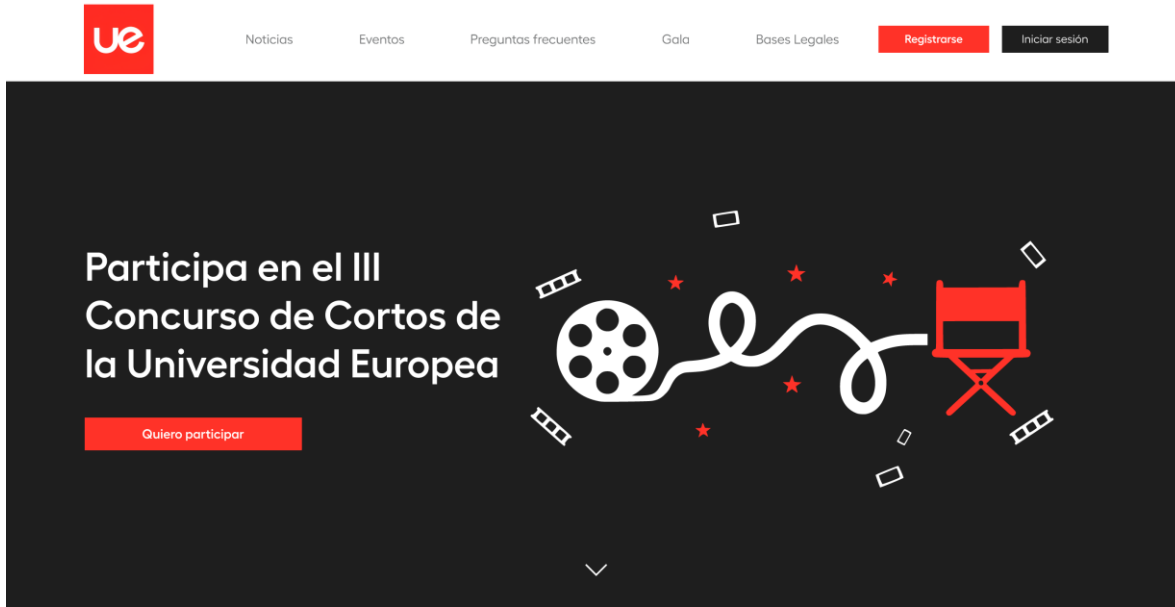 ue
Noticias
Eventos
Preguntas frecuentes
Gala
Bases Legales
Registrarse
Iniciar sesión
Participa en el III
Concurso de Cortos de
la Universidad Europea
Quiero participar